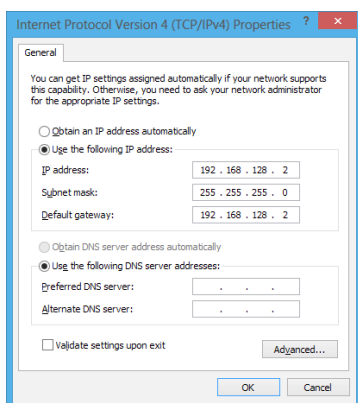 Internet Protocol Version 4 (TCP/IPv4) Properties ? ×
General
You can get IP settings assigned automatically if your network supports
this capability. Otherwise, you need to ask your network administrator
for the appropriate IP settings.
Obtain an IP address automatically
Use the following IP address:
IP address: 192 . 168 . 128 . 2
Subnet mask: 255 . 255 . 255 . 0
Default gateway: 192 . 168 . 128 . 2
Obtain DNS server address automatically
Use the following DNS server addresses:
Preferred DNS server: . . .
Alternate DNS server: . . .
Validate settings upon exit
Advanced...
OK Cancel